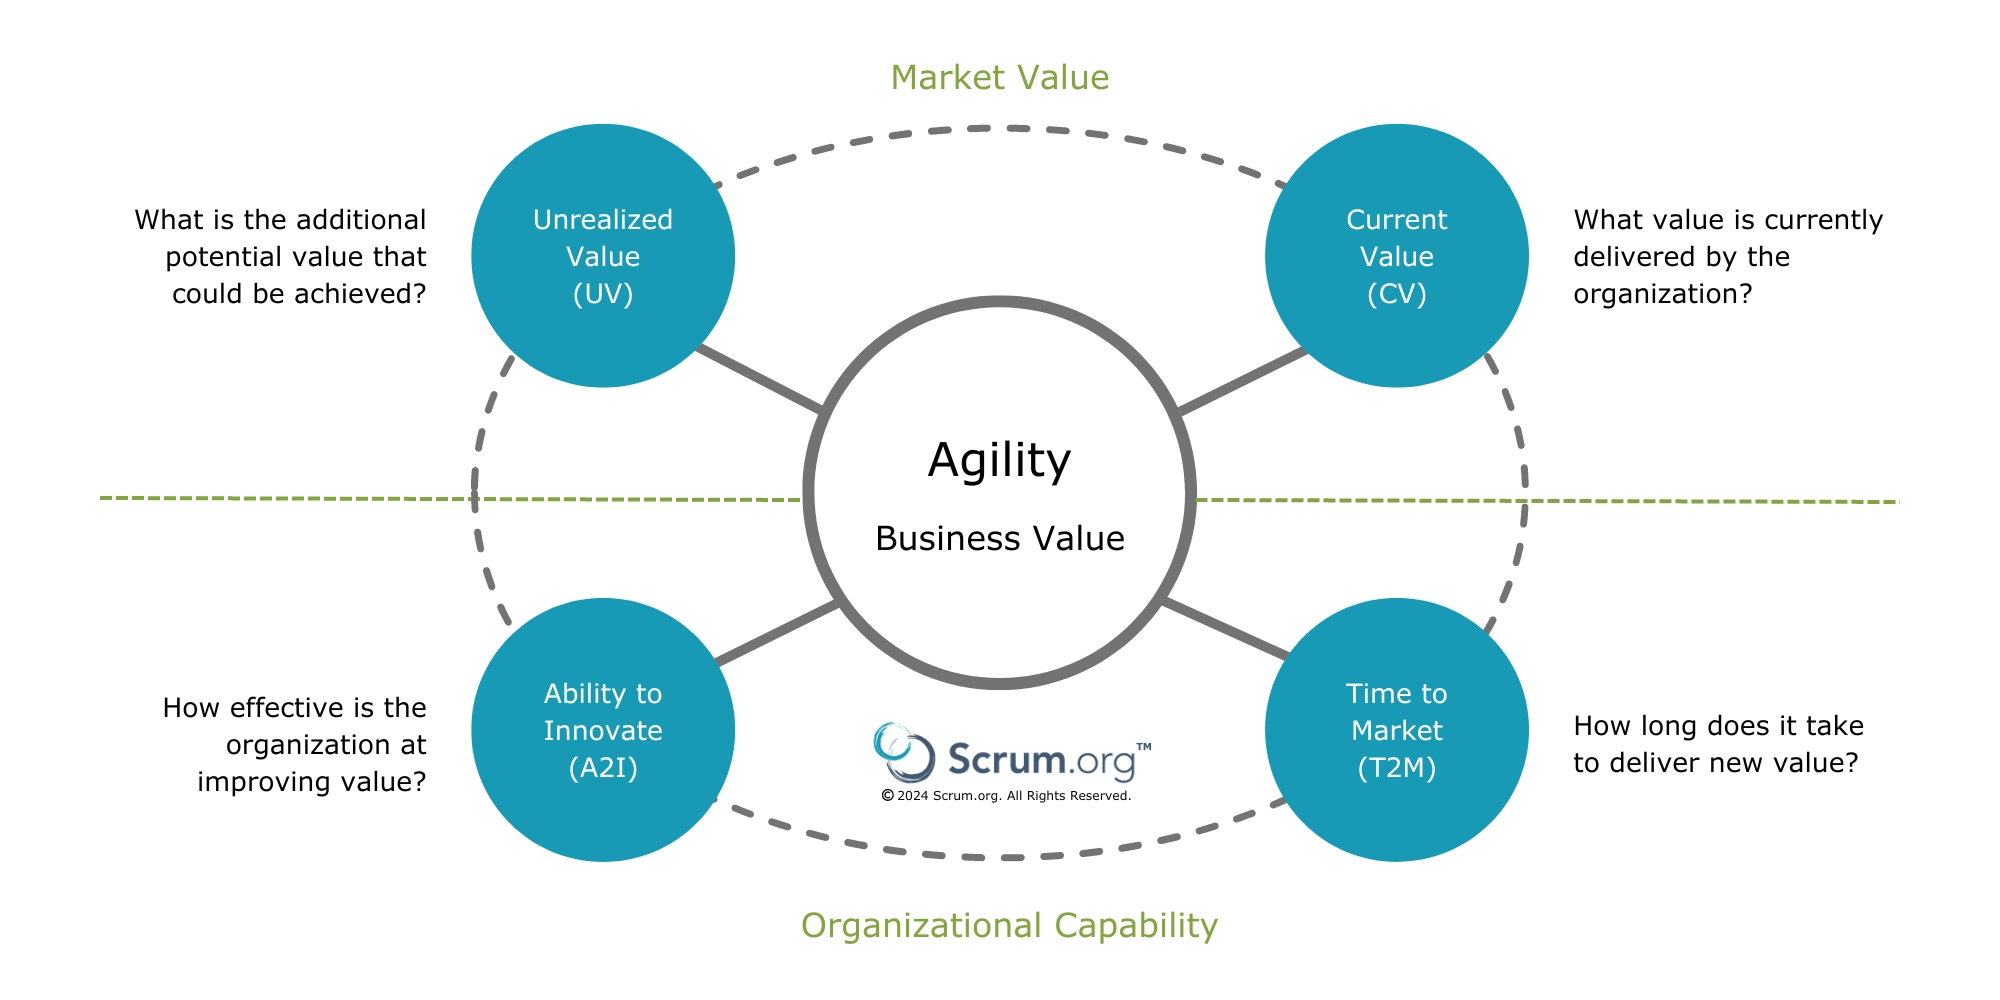 Market Value
What is the additional
potential value that
could be achieved?
Unrealized
Value
(UV)
Current
Value
(CV)
What value is currently
delivered by the
organization?
Agility
Business Value
How effective is the
organization at
improving value?
Ability to
Innovate
(A2I)
Scrum.org™
© 2024 Scrum.org. All Rights Reserved.
Time to
Market
(T2M)
How long does it take
to deliver new value?
Organizational Capability